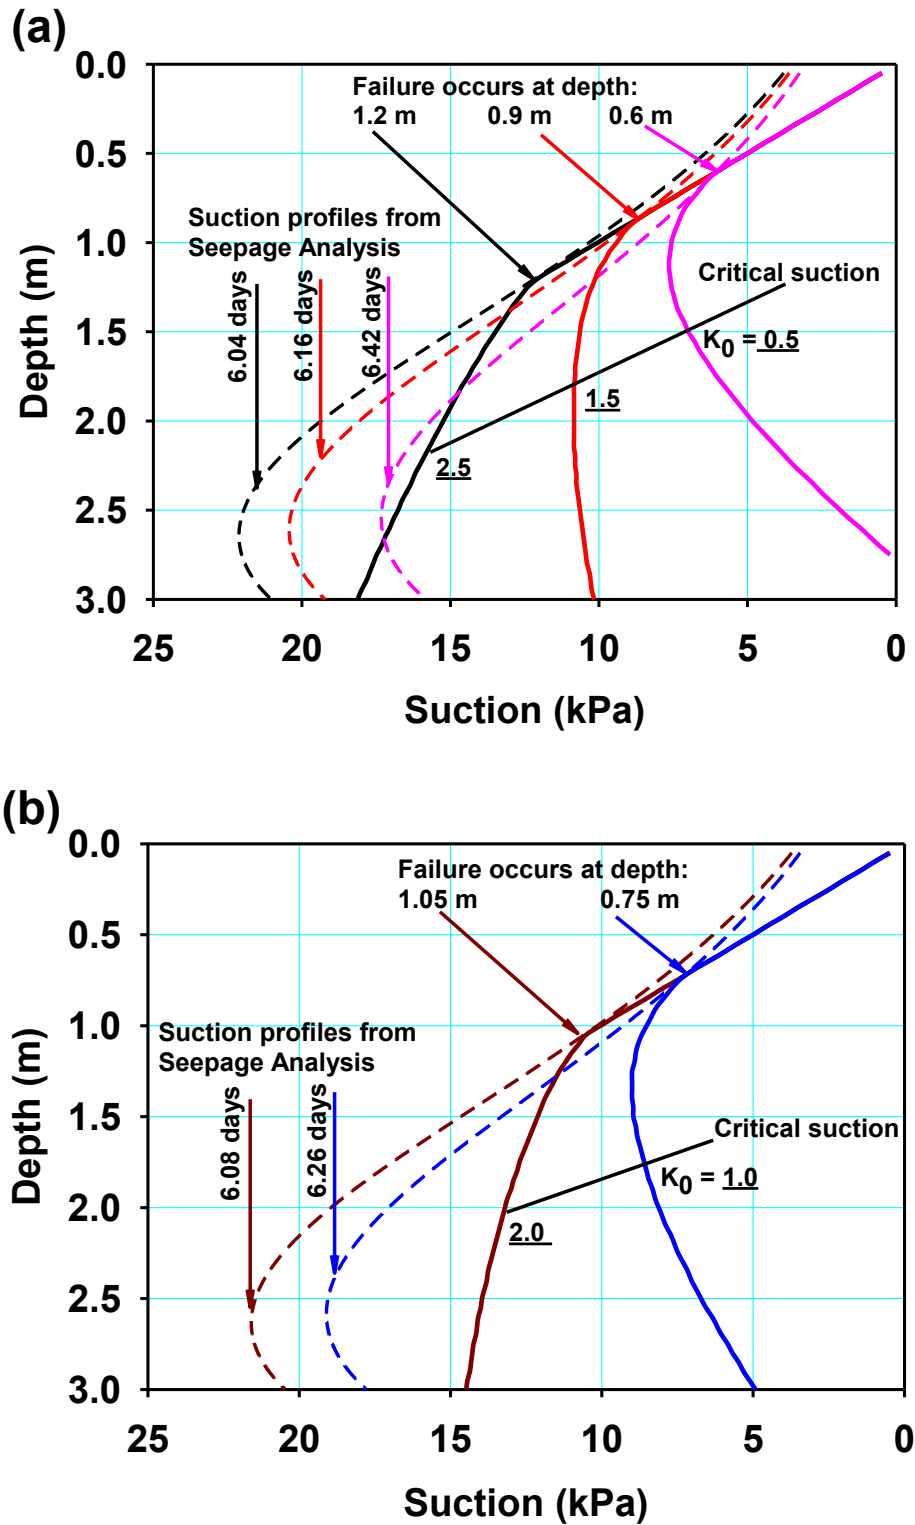 (a)
0.0
0.5
1.0
1.5
2.0
2.5
3.0
Depth (m)
Failure occurs at depth:
1.2 m 0.9 m 0.6 m
Suction profiles from
Seepage Analysis
6.04 days
6.16 days
6.42 days
Critical suction
K0 = 0.5
1.5
2.5
25 20 15 10 5 0
Suction (kPa)
(b)
0.0
0.5
1.0
1.5
2.0
2.5
3.0
Depth (m)
Failure occurs at depth:
1.05 m 0.75 m
Suction profiles from
Seepage Analysis
6.08 days
6.26 days
Critical suction
K0 = 1.0
2.0
25 20 15 10 5 0
Suction (kPa)